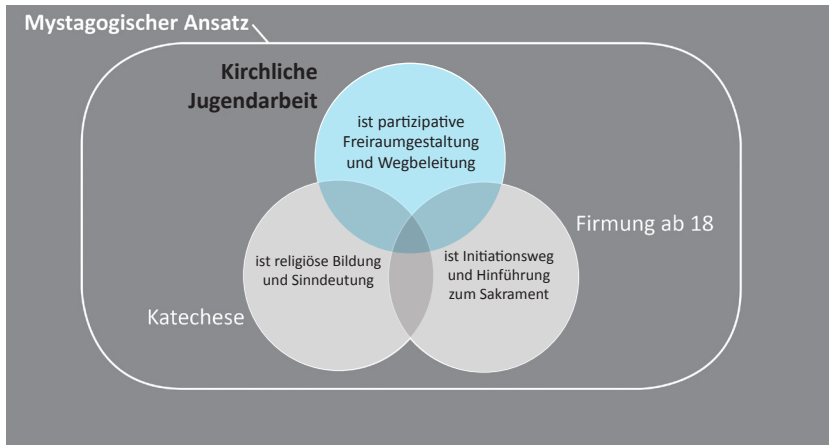 Mystagogischer Ansatz
Kirchliche
Jugendarbeit
ist partizipative
Freiraumgestaltung
und Wegbeleitung
Firmung ab 18
ist religiöse Bildung
und Sinndeutung
ist Initiationsweg
und Hinführung
zum Sakrament
Katechese